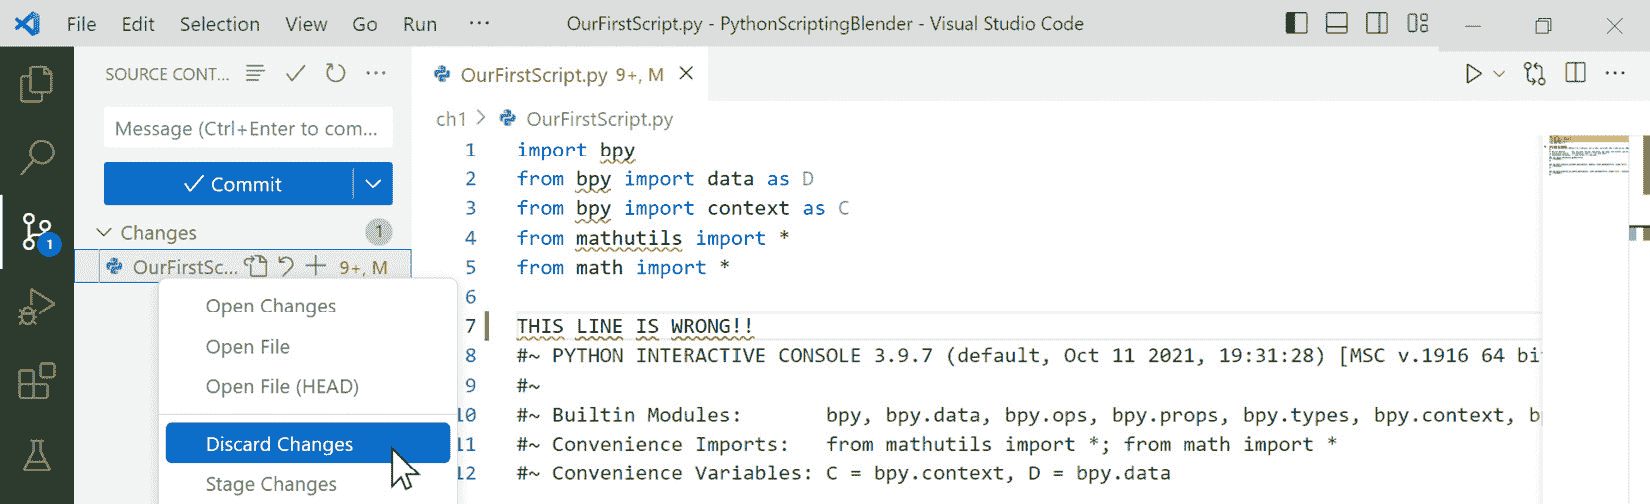 File Edit Selection View Go Run ··· OurFirstScript.py - PythonScriptingBlender - Visual Studio Code
SOURCE CONT... ···
Message (Ctrl+Enter to com...
Commit
Changes 1
1
OurFirstSc... 9+, M
Open Changes
Open File
Open File (HEAD)
Discard Changes
Stage Changes
OurFirstScript.py 9+, M
ch1 > OurFirstScript.py
1 import bpy
2 from bpy import data as D
3 from bpy import context as C
4 from mathutils import *
5 from math import *
6
7 THIS LINE IS WRONG!!
8 #~ PYTHON INTERACTIVE CONSOLE 3.9.7 (default, Oct 11 2021, 19:31:28) [MSC v.1916 64 bi
9 #~
10 #~ Builtin Modules: bpy, bpy.data, bpy.ops, bpy.props, bpy.types, bpy.context, b
11 #~ Convenience Imports: from mathutils import *; from math import *
12 #~ Convenience Variables: C = bpy.context, D = bpy.data